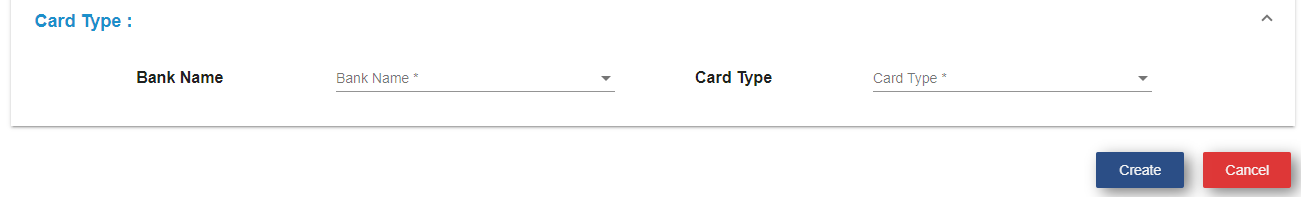 Card Type :
Bank Name Bank Name * Card Type Card Type *
Create Cancel